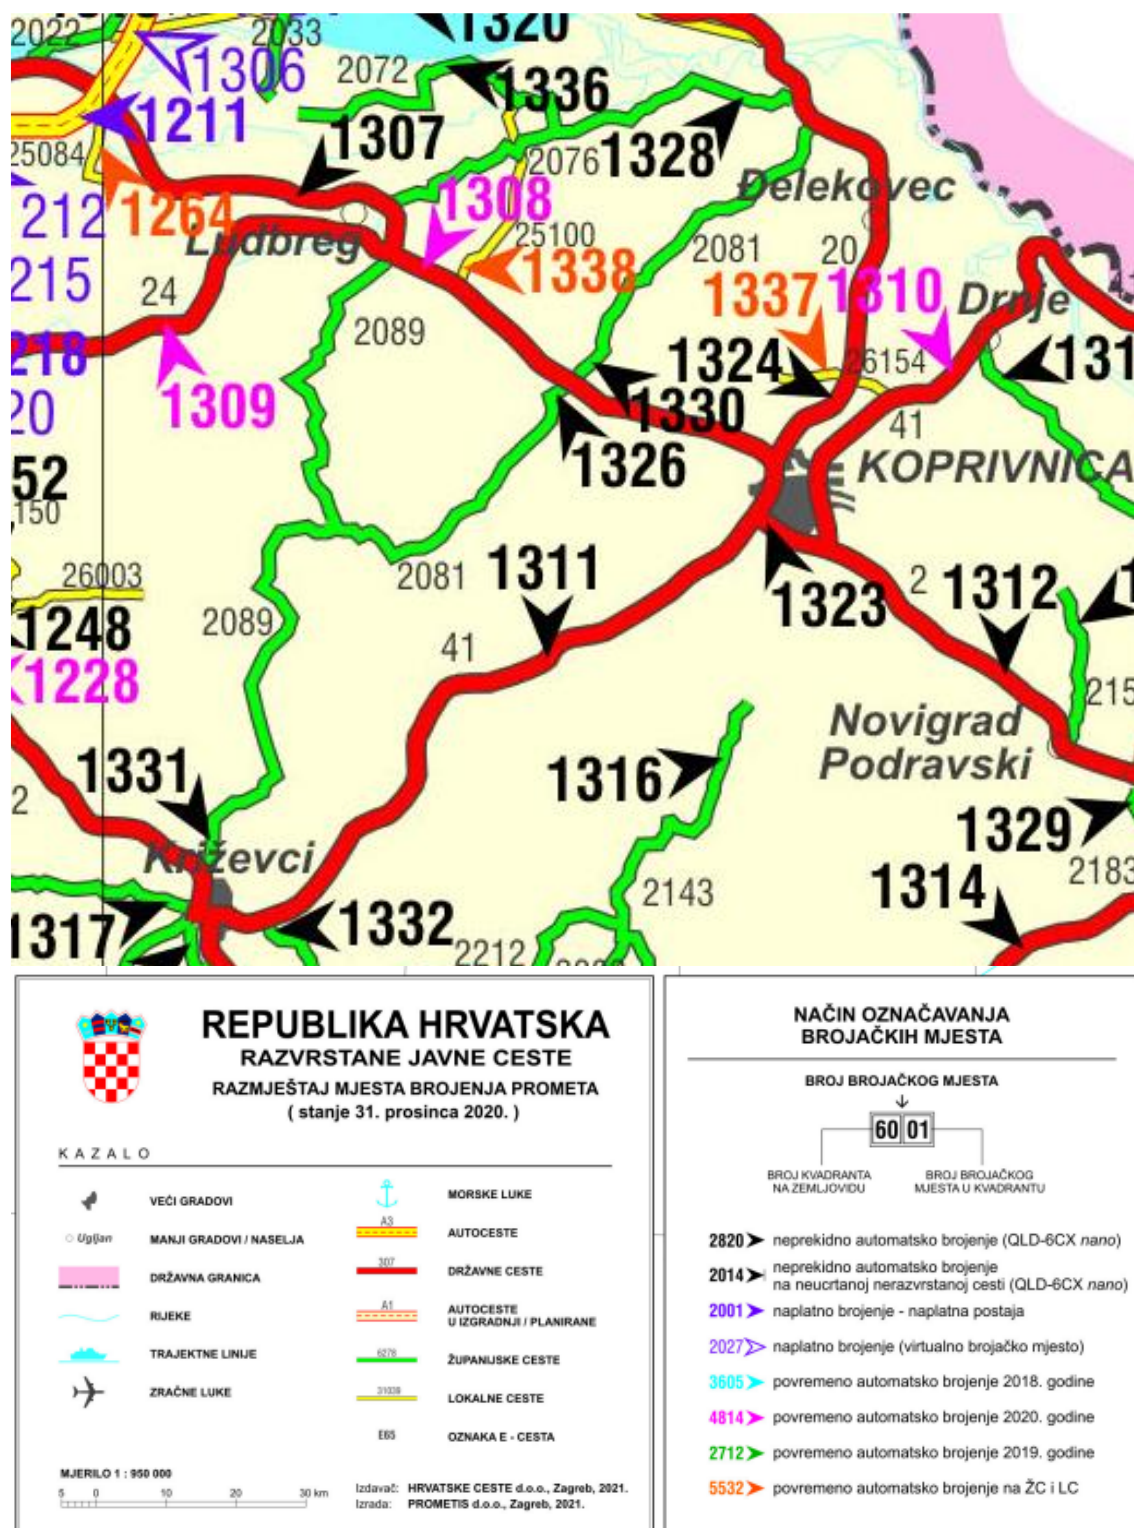 2022
2033
1320
1306
2072
1336
1211
1307
2076
1328
25084
Đelekovec
212
1264
1308
Ludbreg
25100
2081
20
215
24
1338
1337
1310
Drnje
2089
1324
26154
218
1309
1330
41
20
1326
KOPRIVNICA
52
150
26003
2081
1311
2
1312
1323
1248
2089
41
1228
215
Novigrad
Podravski
1331
1316
2
1329
Križevci
1314
2183
2143
1317
1332
2212
REPUBLIKA HRVATSKA
RAZVRSTANE JAVNE CESTE
RAZMJEŠTAJ MJESTA BROJENJA PROMETA
( stanje 31. prosinca 2020. )
KAZALO
VEĆI GRADOVI
MORSKE LUKE
Ugljan MANJI GRADOVI / NASELJA
A3 AUTOCESTE
DRŽAVNA GRANICA
307 DRŽAVNE CESTE
RIJEKE
A1 AUTOCESTE
U IZGRADNJI / PLANIRANE
TRAJEKTNE LINIJE
6278 ŽUPANIJSKE CESTE
ZRAČNE LUKE
31039 LOKALNE CESTE
E65 OZNAKA E - CESTA
MJERILO 1 : 950 000
5 0 10 20 30 km
Izdavač: HRVATSKE CESTE d.o.o., Zagreb, 2021.
Izrada: PROMETIS d.o.o., Zagreb, 2021.
NAČIN OZNAČAVANJA
BROJAČKIH MJESTA
BROJ BROJAČKOG MJESTA
60 01
BROJ KVADRANTA
NA ZEMLJOVIDU
BROJ BROJAČKOG
MJESTA U KVADRANTU
2820 neprekidno automatsko brojenje (QLD-6CX nano)
2014 neprekidno automatsko brojenje
na neucrtanoj nerazvrstanoj cesti (QLD-6CX nano)
2001 naplatno brojenje - naplatna postaja
2027 naplatno brojenje (virtualno brojačko mjesto)
3605 povremeno automatsko brojenje 2018. godine
4814 povremeno automatsko brojenje 2020. godine
2712 povremeno automatsko brojenje 2019. godine
5532 povremeno automatsko brojenje na ŽC i LC